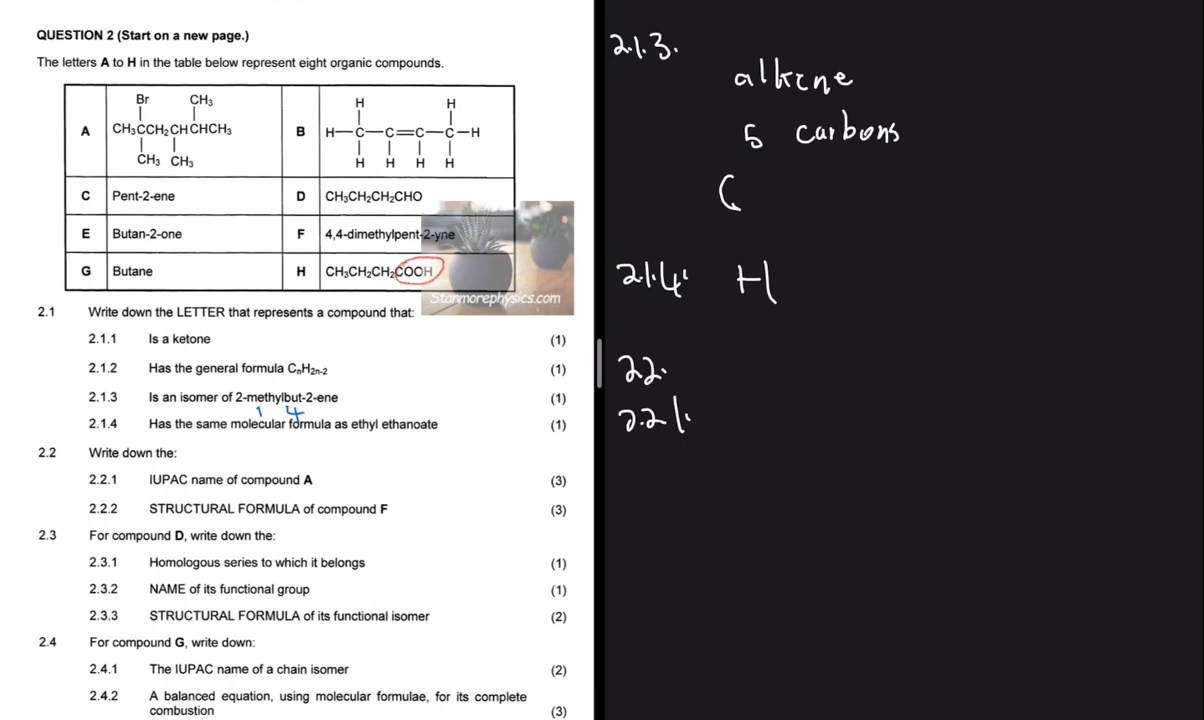 QUESTION 2 (Start on a new page.)
The letters A to H in the table below represent eight organic compounds.
A
Br CH₃
CH₃CCH₂CHCHCH₃
CH₃ CH₃
B
H H
H—C—C=C—C—H
H H H H
C Pent-2-ene D CH₃CH₂CH₂CHO
E Butan-2-one F 4,4-dimethylpent-2-yne
G Butane H CH₃CH₂CH₂COOH
Stanmorephysics.com
2.1 Write down the LETTER that represents a compound that:
2.1.1 Is a ketone (1)
2.1.2 Has the general formula CₙH₂ₙ₋₂ (1)
2.1.3 Is an isomer of 2-methylbut-2-ene (1)
1 4
2.1.4 Has the same molecular formula as ethyl ethanoate (1)
2.2 Write down the:
2.2.1 IUPAC name of compound A (3)
2.2.2 STRUCTURAL FORMULA of compound F (3)
2.3 For compound D, write down the:
2.3.1 Homologous series to which it belongs (1)
2.3.2 NAME of its functional group (1)
2.3.3 STRUCTURAL FORMULA of its functional isomer (2)
2.4 For compound G, write down:
2.4.1 The IUPAC name of a chain isomer (2)
2.4.2 A balanced equation, using molecular formulae, for its complete
combustion (3)
2.1.3.
alkene
5 carbons
C
2.1.4. H
2.2.
2.2.1.